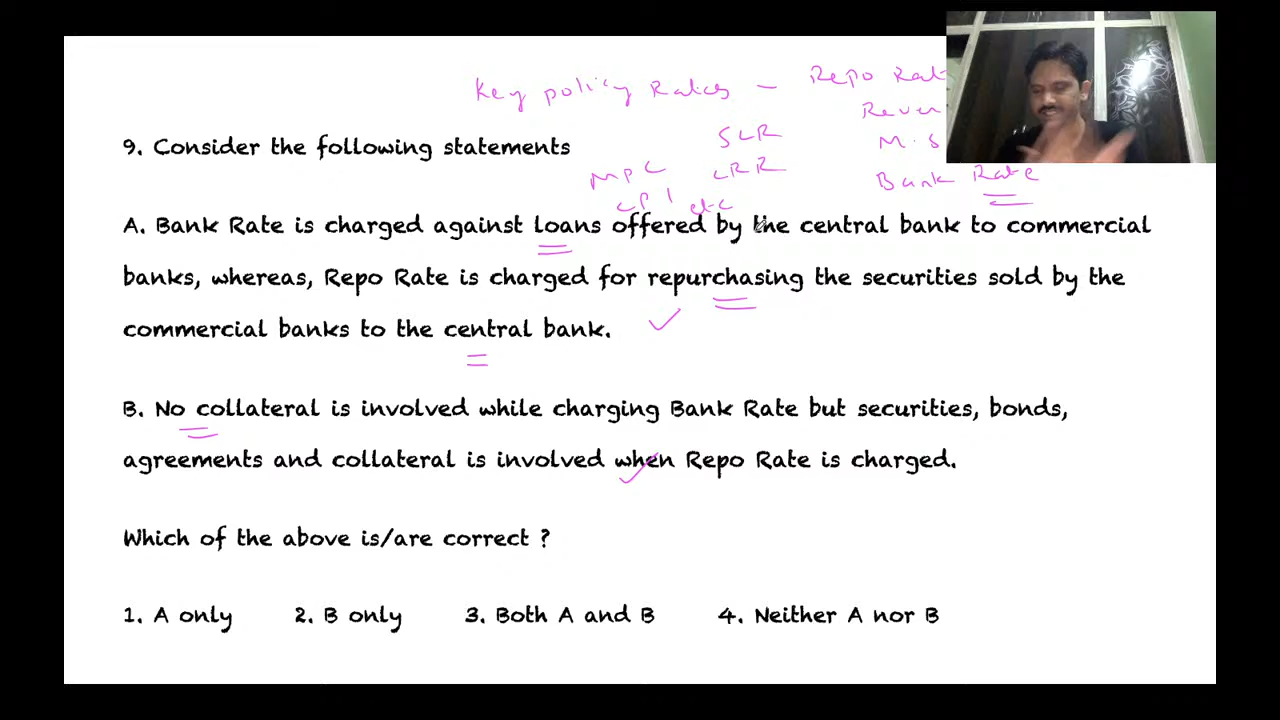 Key policy Rates - Repo Rat
Rever
9. Consider the following statements
SLR
M.S
MPC
CRR
Bank Rate
CPI etc
A. Bank Rate is charged against loans offered by the central bank to commercial
banks, whereas, Repo Rate is charged for repurchasing the securities sold by the
commercial banks to the central bank.
B. No collateral is involved while charging Bank Rate but securities, bonds,
agreements and collateral is involved when Repo Rate is charged.
Which of the above is/are correct ?
1. A only 2. B only 3. Both A and B 4. Neither A nor B